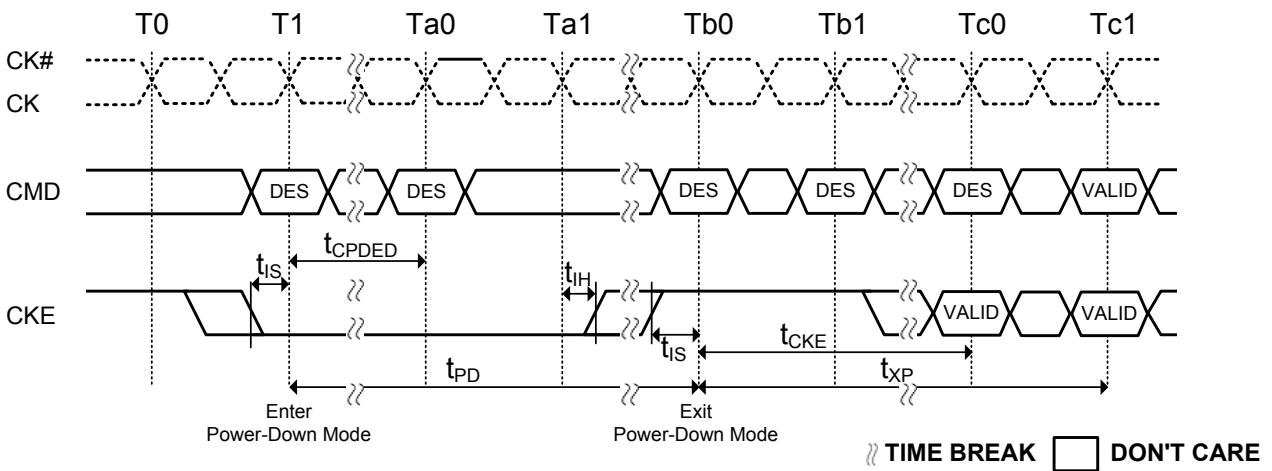 T0 T1 Ta0 Ta1 Tb0 Tb1 Tc0 Tc1
CK#
CK
CMD DES DES DES DES DES VALID
tCPDED
tIS tIH
CKE VALID VALID
tIS tCKE
tPD tXP
Enter Power-Down Mode
Exit Power-Down Mode
TIME BREAK DON'T CARE